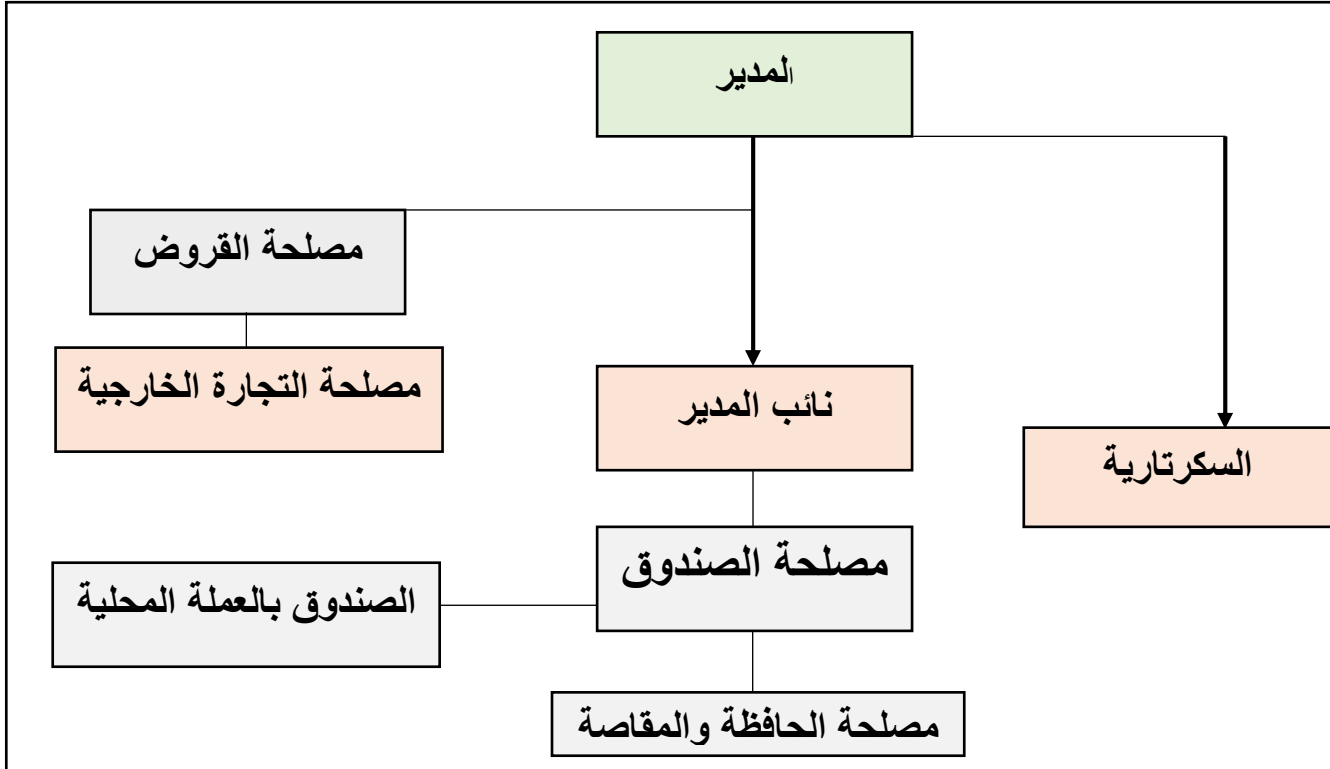 المدير
مصلحة القروض
مصلحة التجارة الخارجية
نائب المدير
السكرتارية
مصلحة الصندوق
الصندوق بالعملة المحلية
مصلحة الحافظة والمقاصة